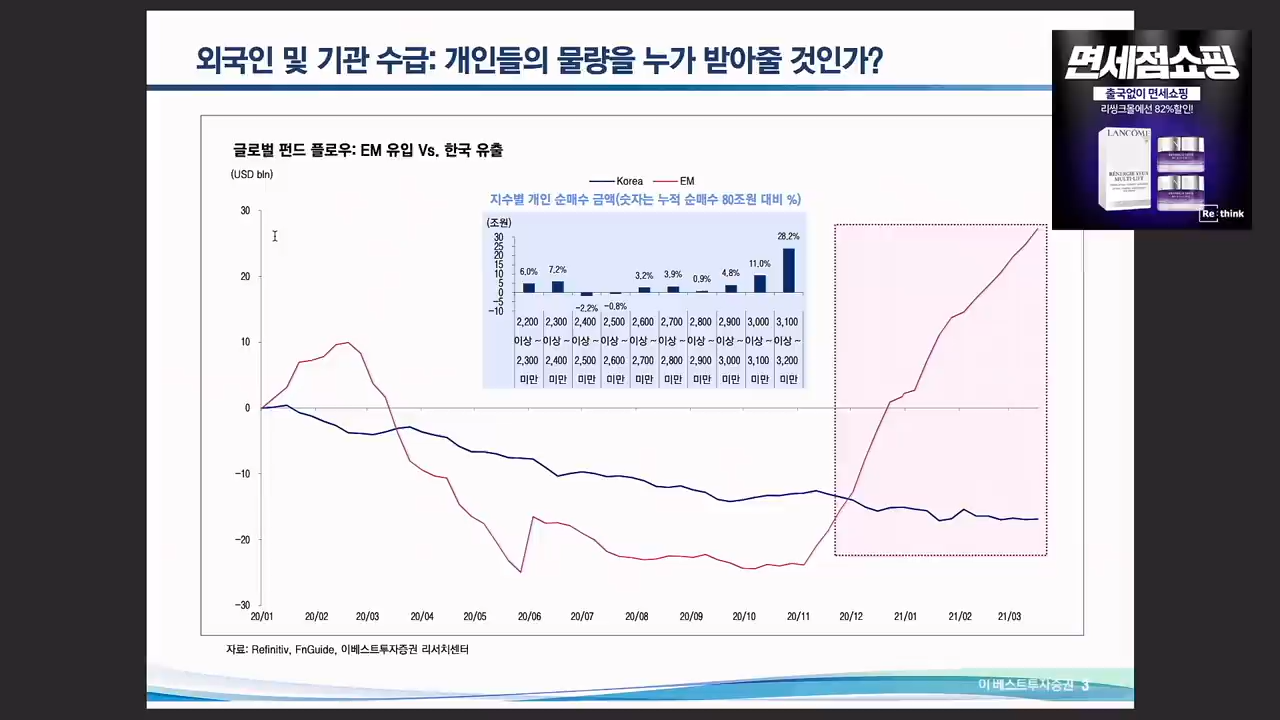 외국인 및 기관 수급: 개인들의 물량을 누가 받아줄 것인가?
글로벌 펀드 플로우: EM 유입 Vs. 한국 유출
(USD bln)
Korea EM
지수별 개인 순매수 금액(숫자는 누적 순매수 80조원 대비 %)
(조원)
30
25
20
15
10
5
0
-5
-10
6.0% 7.2% -2.2% -0.8% 3.2% 3.9% 0.9% 4.8% 11.0% 28.2%
2,200 2,300 2,400 2,500 2,600 2,700 2,800 2,900 3,000 3,100
이상 ~ 이상 ~ 이상 ~ 이상 ~ 이상 ~ 이상 ~ 이상 ~ 이상 ~ 이상 ~ 이상 ~
2,300 2,400 2,500 2,600 2,700 2,800 2,900 3,000 3,100 3,200
미만 미만 미만 미만 미만 미만 미만 미만 미만 미만
30
20
10
0
-10
-20
-30
20/01 20/02 20/03 20/04 20/05 20/06 20/07 20/08 20/09 20/10 20/11 20/12 21/01 21/02 21/03
자료: Refinitiv, FnGuide, 이베스트투자증권 리서치센터
이베스트투자증권 3
면세점쇼핑
출국없이 면세쇼핑
리씽크몰에선 82%할인!
LANCÔME
RÉNERGIE
MULTI-LIFT
Re:think